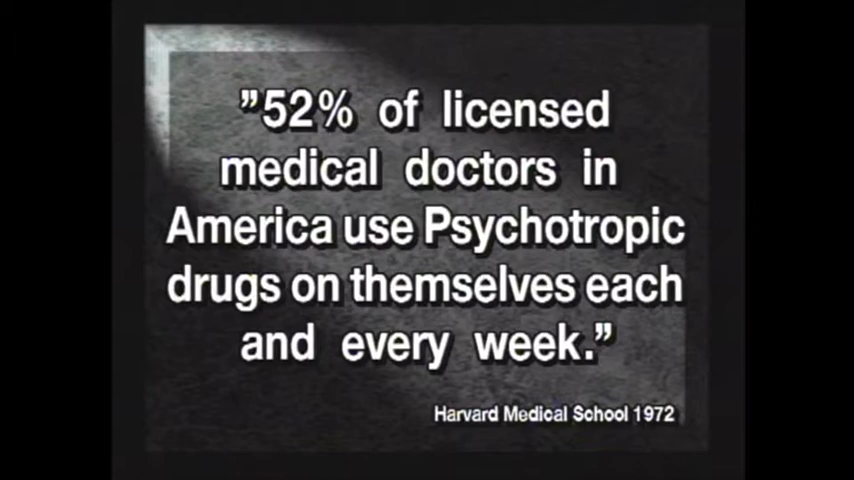 ”52% of licensed
medical doctors in
America use Psychotropic
drugs on themselves each
and every week.”
Harvard Medical School 1972